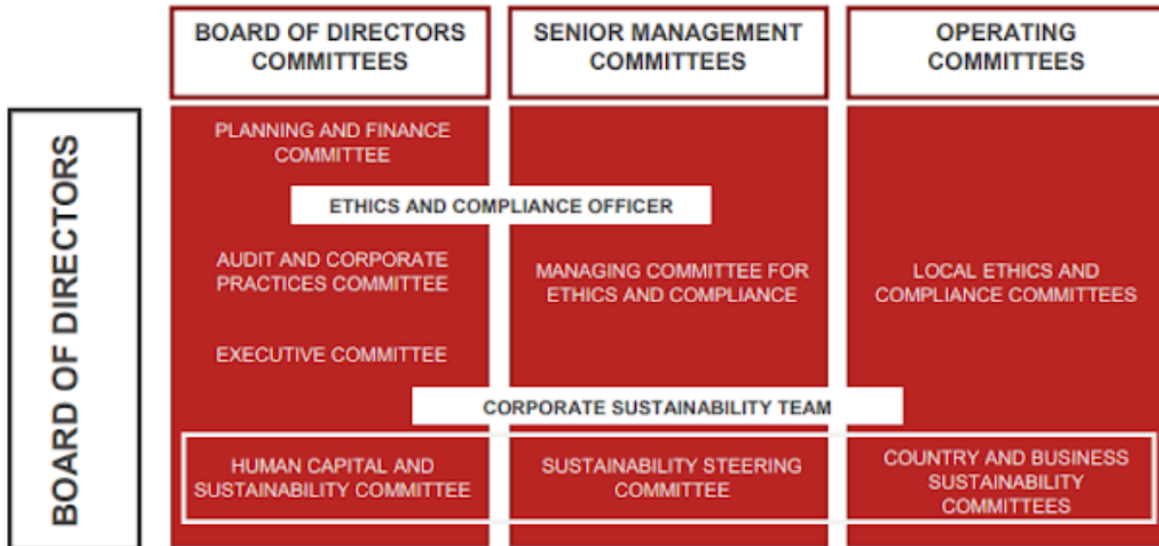 BOARD OF DIRECTORS
COMMITTEES
SENIOR MANAGEMENT
COMMITTEES
OPERATING
COMMITTEES
BOARD OF DIRECTORS
PLANNING AND FINANCE
COMMITTEE
ETHICS AND COMPLIANCE OFFICER
AUDIT AND CORPORATE
PRACTICES COMMITTEE
MANAGING COMMITTEE FOR
ETHICS AND COMPLIANCE
LOCAL ETHICS AND
COMPLIANCE COMMITTEES
EXECUTIVE COMMITTEE
CORPORATE SUSTAINABILITY TEAM
HUMAN CAPITAL AND
SUSTAINABILITY COMMITTEE
SUSTAINABILITY STEERING
COMMITTEE
COUNTRY AND BUSINESS
SUSTAINABILITY
COMMITTEES